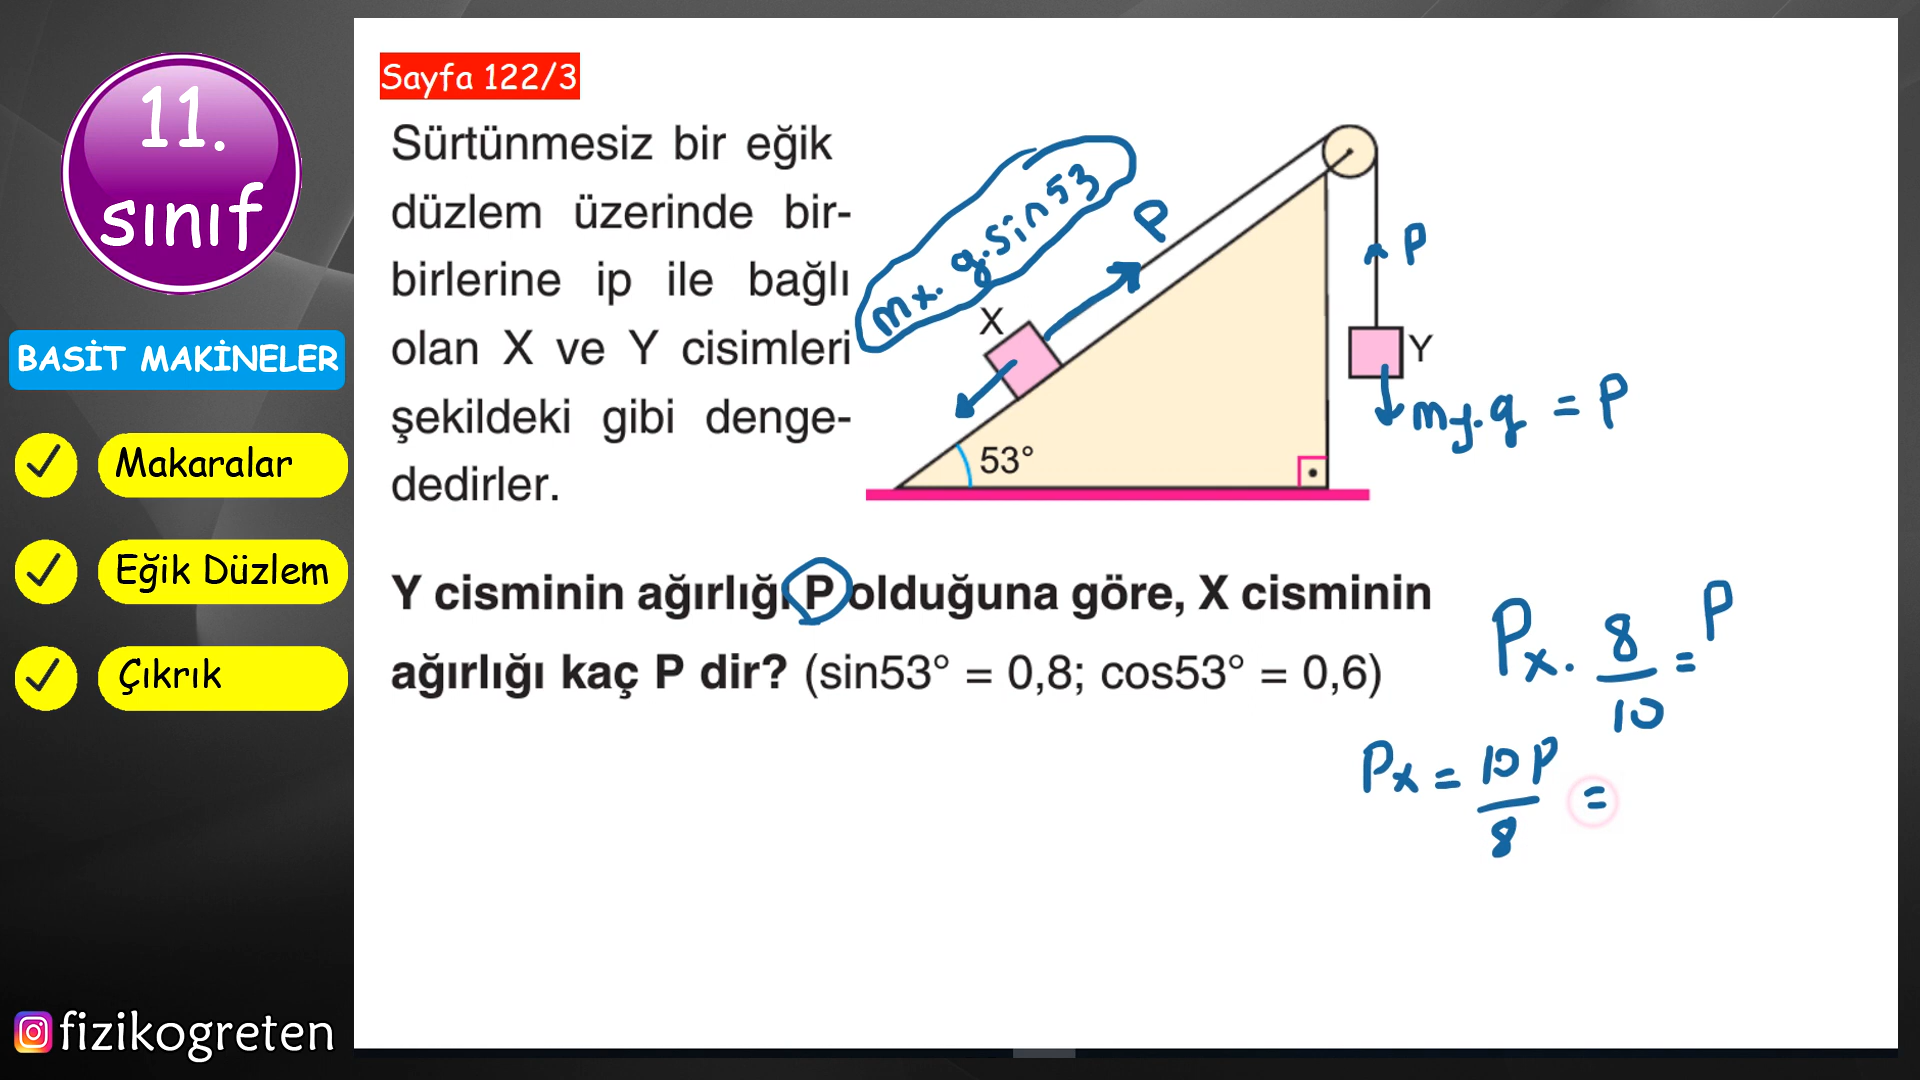 11.
sınıf
BASİT MAKİNELER
Makaralar
Eğik Düzlem
Çıkrık
fizikogreten
Sayfa 122/3
Sürtünmesiz bir eğik
düzlem üzerinde bir-
birlerine ip ile bağlı
olan X ve Y cisimleri
şekildeki gibi denge-
dedirler.
mx. g.sin53
P
X
P
Y
my.g = P
53°
Y cisminin ağırlığı P olduğuna göre, X cisminin
ağırlığı kaç P dir? (sin53° = 0,8; cos53° = 0,6)
Px. 8/10 = P
Px = 10P/8 =